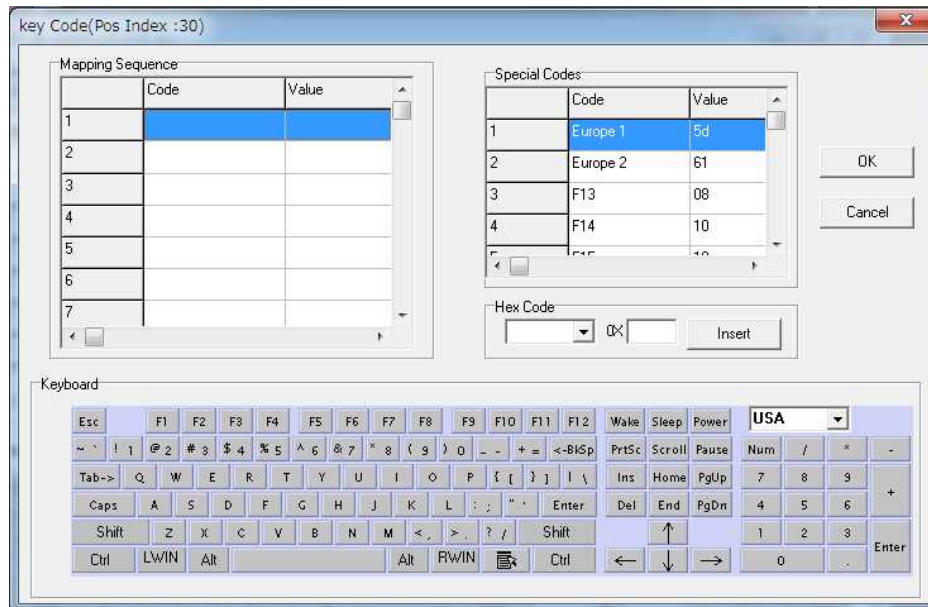 key Code(Pos Index :30)
Mapping Sequence
Code Value
1
2
3
4
5
6
7
Special Codes
Code Value
1 Europe 1 5d
2 Europe 2 61
3 F13 08
4 F14 10
OK
Cancel
Hex Code
0X
Insert
Keyboard
Esc F1 F2 F3 F4 F5 F6 F7 F8 F9 F10 F11 F12 Wake Sleep Power USA
~ ` ! 1 @ 2 # 3 $ 4 % 5 ^ 6 & 7 * 8 ( 9 ) 0 _ - + = <-BkSp PrtSc Scroll Pause Num / * -
Tab-> Q W E R T Y U I O P { [ } ] | \ Ins Home PgUp 7 8 9 +
Caps A S D F G H J K L : ; " ' Enter Del End PgDn 4 5 6
Shift Z X C V B N M < , > . ? / Shift ↑ 1 2 3 Enter
Ctrl LWIN Alt Alt RWIN Ctrl ← ↓ → 0 .